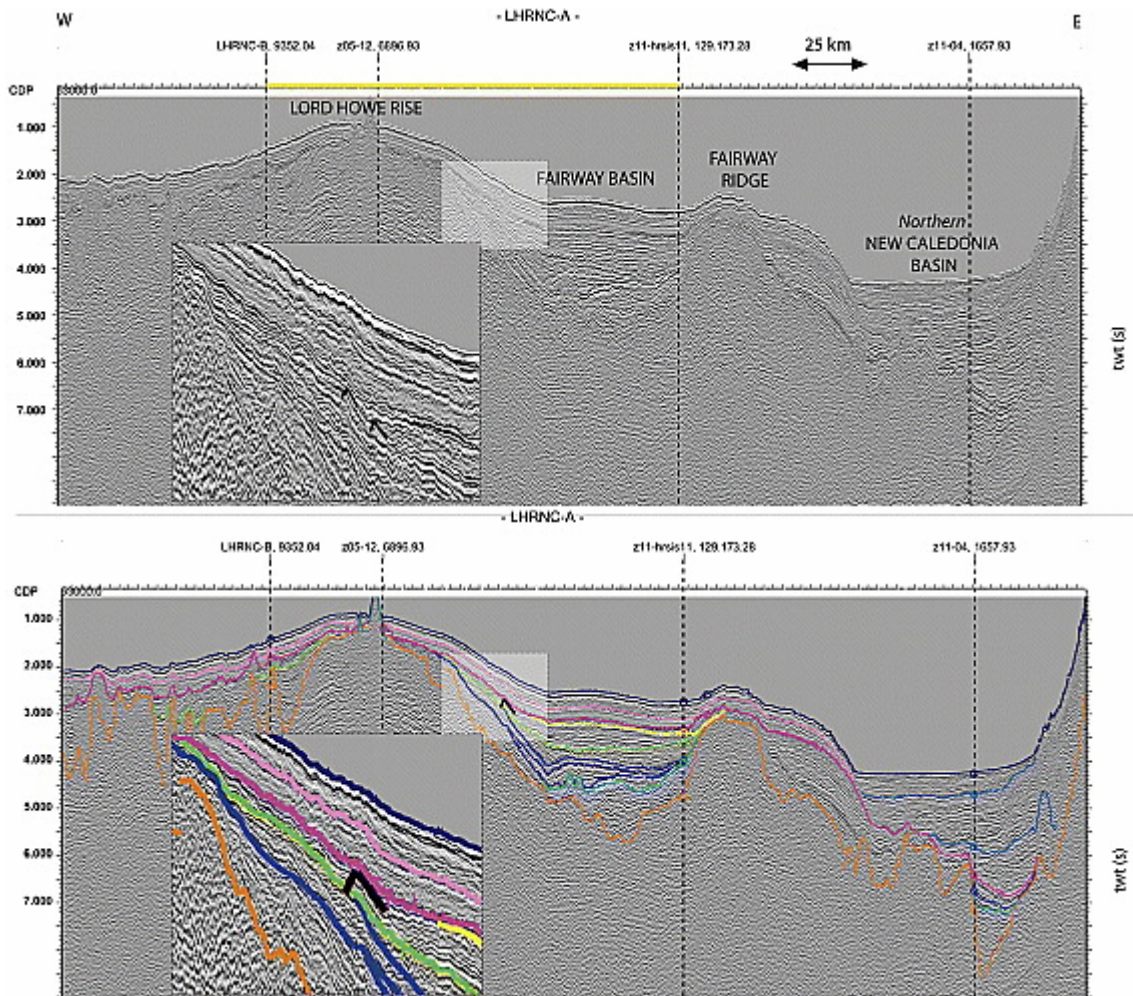 W
- LHRNC-A -
E
LHRNC-B, 9352.04
z05-12, 6896.93
z11-hrsis11, 129.173.28
25 km
z11-04, 1657.93
CDP
LORD HOWE RISE
1.000
2.000
3.000
4.000
5.000
6.000
7.000
FAIRWAY BASIN
FAIRWAY
RIDGE
Northern
NEW CALEDONIA
BASIN
twt (s)
- LHRNC-A -
LHRNC-B, 9352.04
z05-12, 6896.93
z11-hrsis11, 129.173.28
z11-04, 1657.93
CDP
1.000
2.000
3.000
4.000
5.000
6.000
7.000
twt (s)